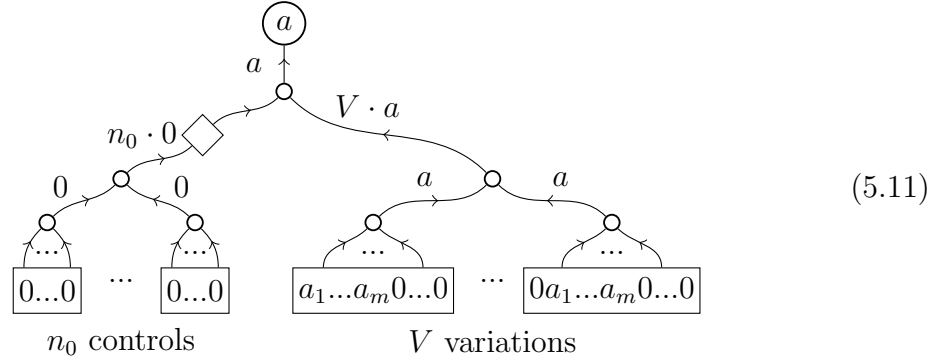 a
a
V · a
n₀ · 0
0 0 a a (5.11)
... ... ... ...
0...0 ... 0...0 a₁...aₘ0...0 ... 0a₁...aₘ0...0
n₀ controls V variations